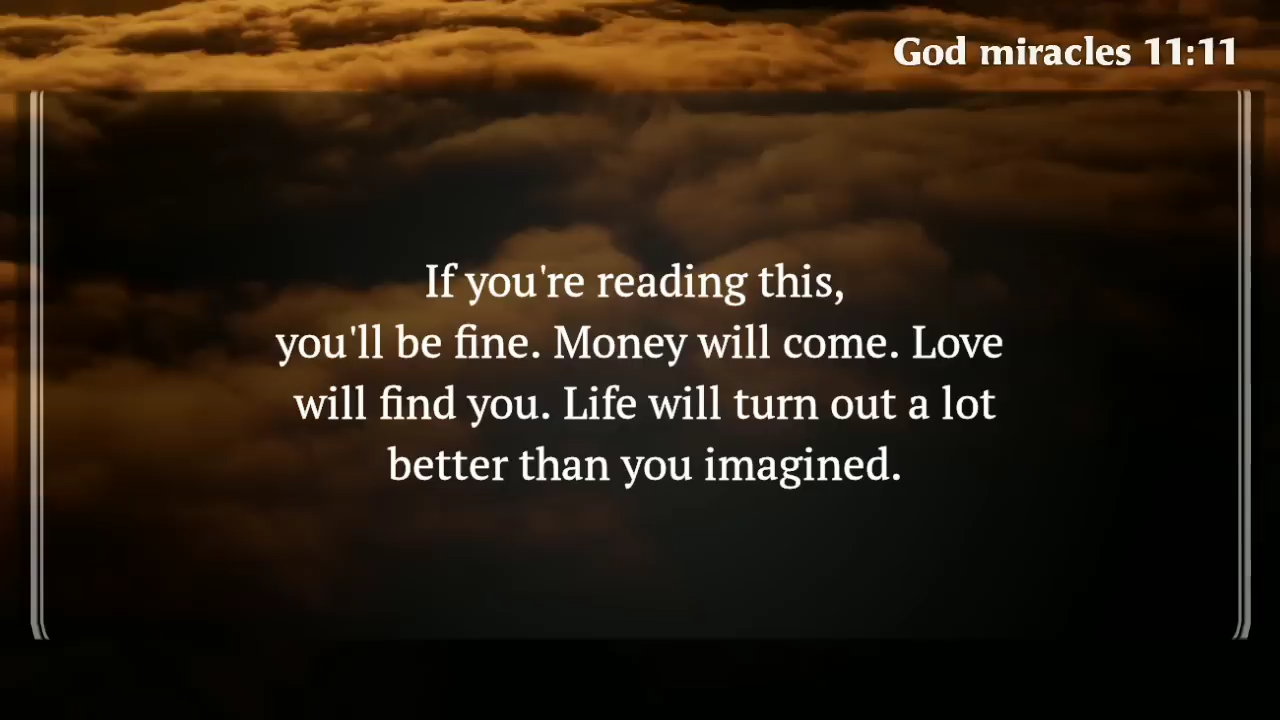 God miracles 11:11
If you're reading this,
you'll be fine. Money will come. Love
will find you. Life will turn out a lot
better than you imagined.